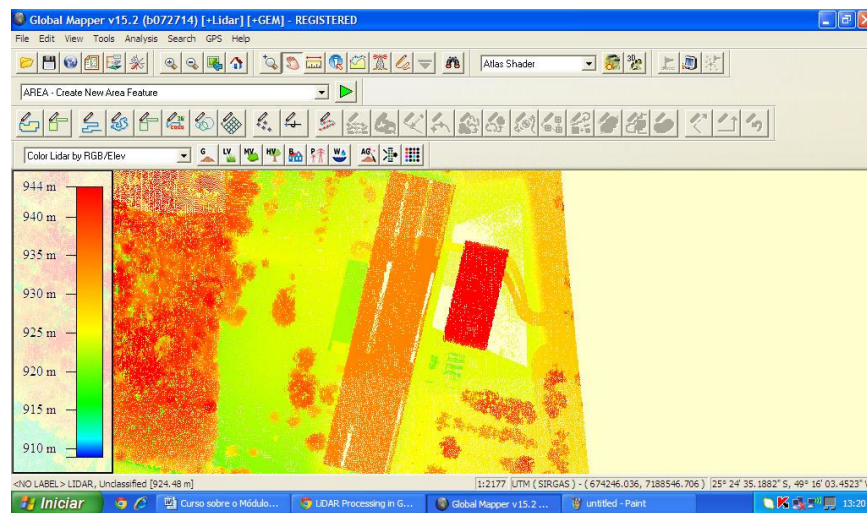 Global Mapper v15.2 (b072714) [+Lidar] [+GEM] - REGISTERED
File Edit View Tools Analysis Search GPS Help
Atlas Shader
AREA - Create New Area Feature
Color Lidar by RGB/Elev
944 m
940 m
935 m
930 m
925 m
920 m
915 m
910 m
<NO LABEL> LIDAR, Unclassified [924.48 m]
1:2177 UTM ( SIRGAS ) - ( 674246.036, 7188546.706 ) 25° 24' 35.1882" S, 49° 16' 03.4523"
Iniciar Curso sobre o Módulo... LiDAR Processing in G... Global Mapper v15.2 ... untitled - Paint 13:20